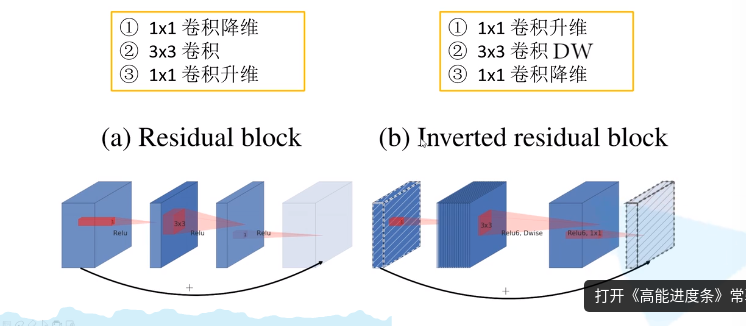 ① 1x1 卷积降维
② 3x3 卷积
③ 1x1 卷积升维
① 1x1 卷积升维
② 3x3 卷积 DW
③ 1x1 卷积降维
(a) Residual block
(b) Inverted residual block
3x3
Relu
Relu
Relu
3x3
Relu6, Dwise
Relu6, 1x1
+
+
打开《高能进度条》常